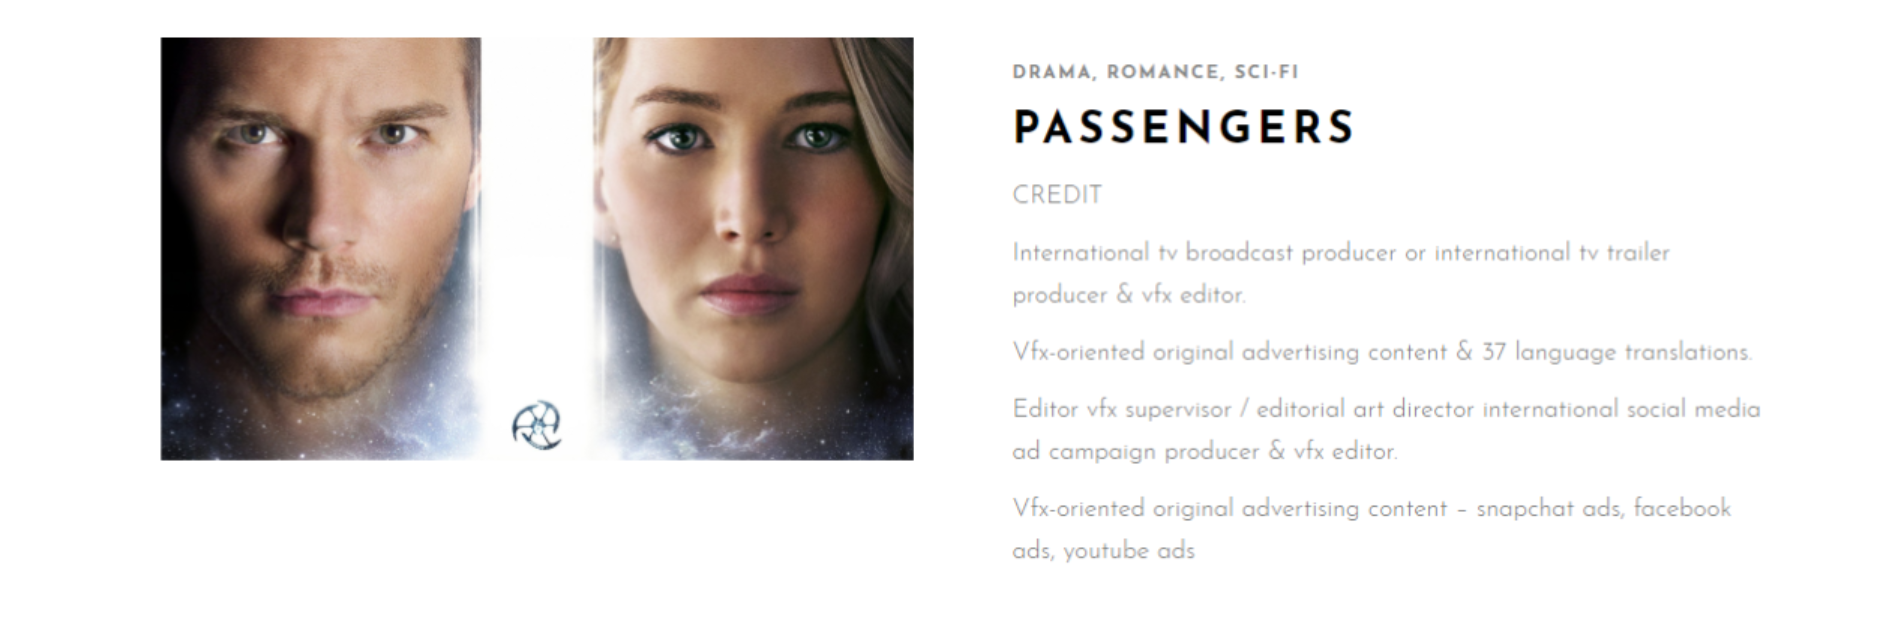 DRAMA, ROMANCE, SCI-FI
PASSENGERS
CREDIT
International tv broadcast producer or international tv trailer
producer & vfx editor.
Vfx-oriented original advertising content & 37 language translations.
Editor vfx supervisor / editorial art director international social media
ad campaign producer & vfx editor.
Vfx-oriented original advertising content – snapchat ads, facebook
ads, youtube ads